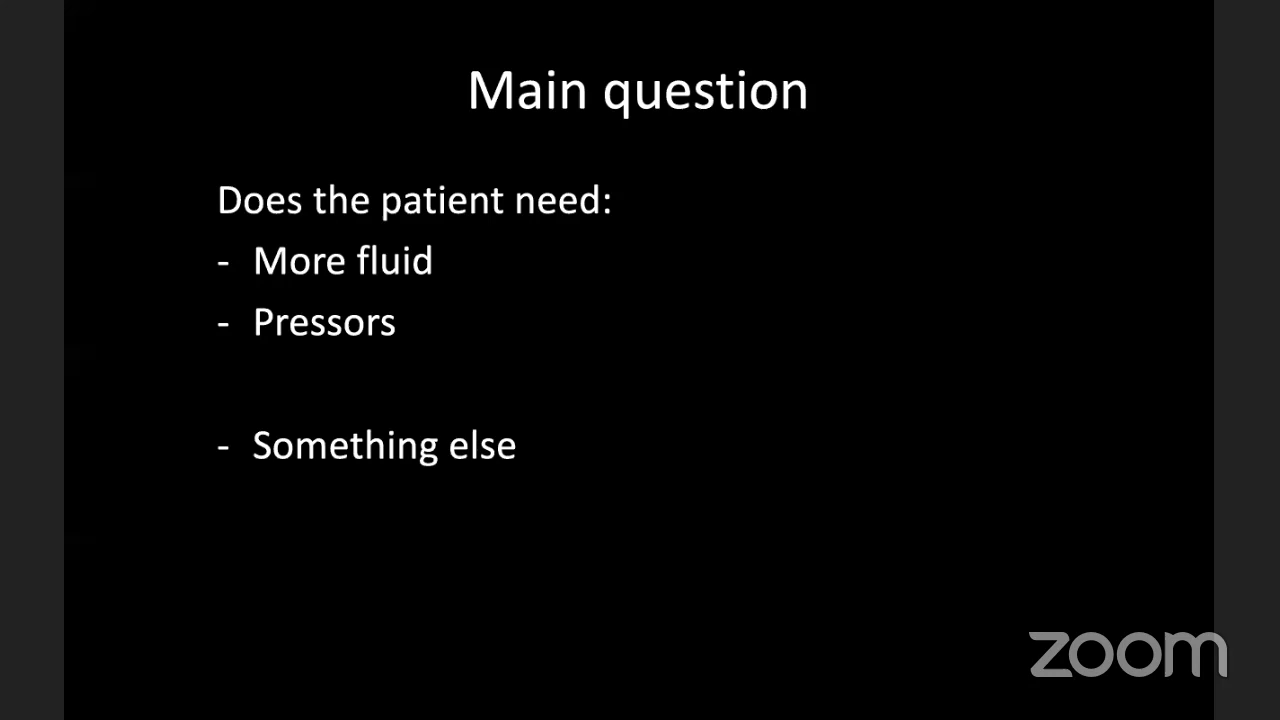 Main question
Does the patient need:
- More fluid
- Pressors
- Something else
zoom